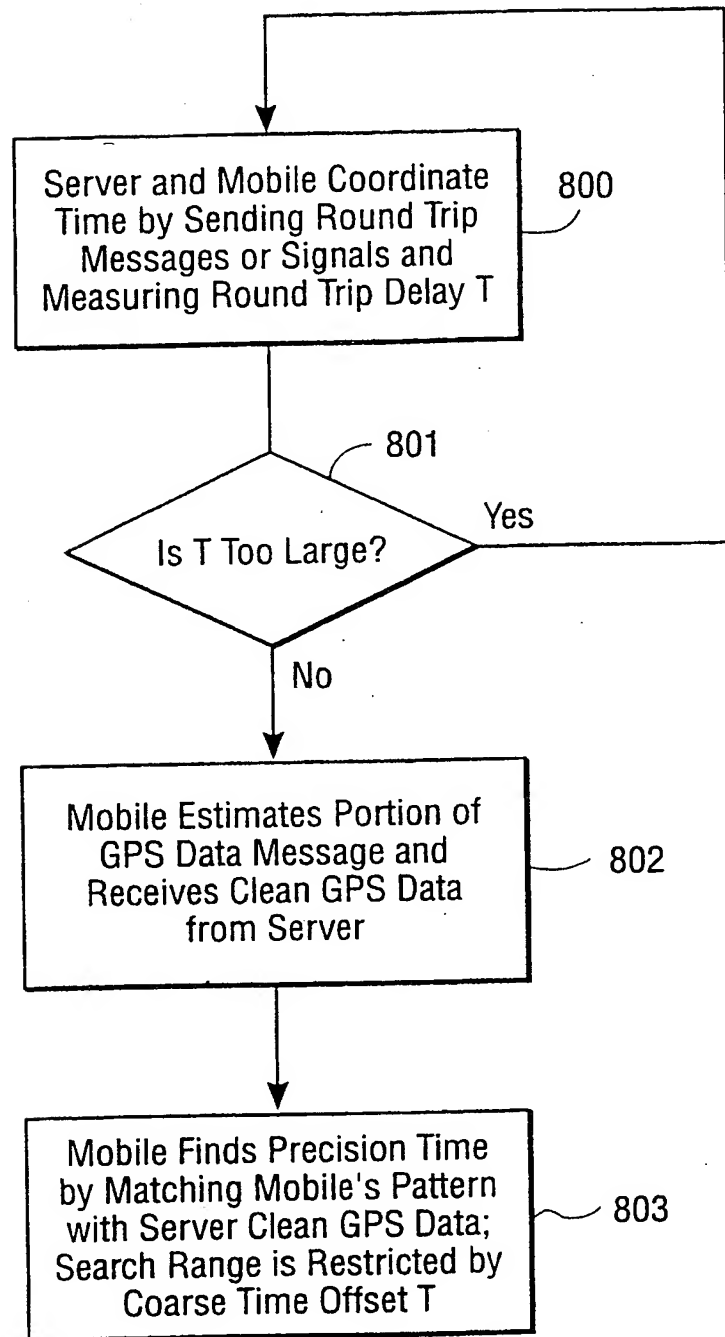 Server and Mobile Coordinate
Time by Sending Round Trip
Messages or Signals and
Measuring Round Trip Delay T
800
801
Is T Too Large?
Yes
No
Mobile Estimates Portion of
GPS Data Message and
Receives Clean GPS Data
from Server
802
Mobile Finds Precision Time
by Matching Mobile's Pattern
with Server Clean GPS Data;
Search Range is Restricted by
Coarse Time Offset T
803